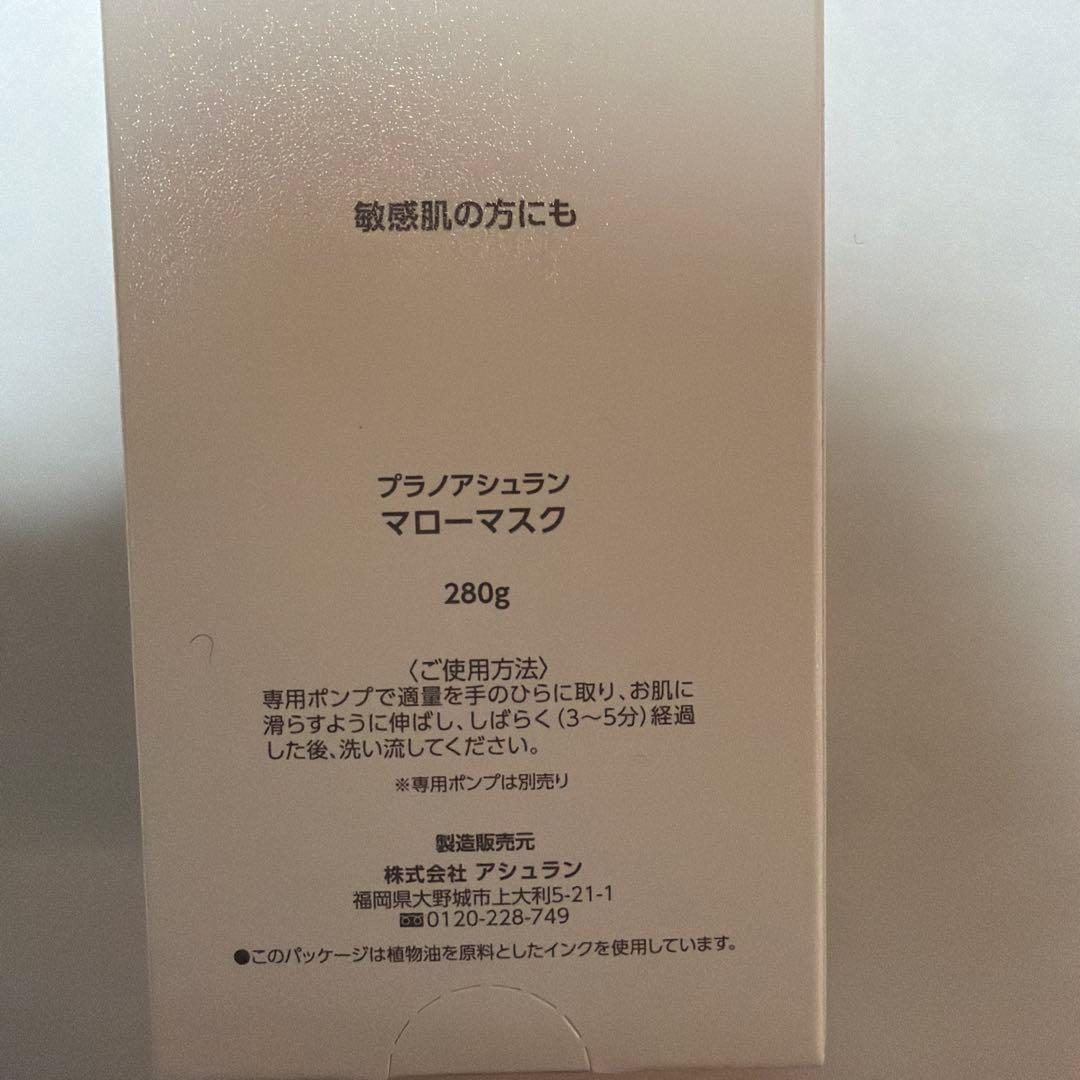 敏感肌の方にも
プラノアシュラン
マローマスク
280g
〈ご使用方法〉
専用ポンプで適量を手のひらに取り、お肌に
滑らすように伸ばし、しばらく（3〜5分）経過
した後、洗い流してください。
※専用ポンプは別売り
製造販売元
株式会社 アシュラン
福岡県大野城市上大利5-21-1
0120-228-749
●このパッケージは植物油を原料としたインクを使用しています。